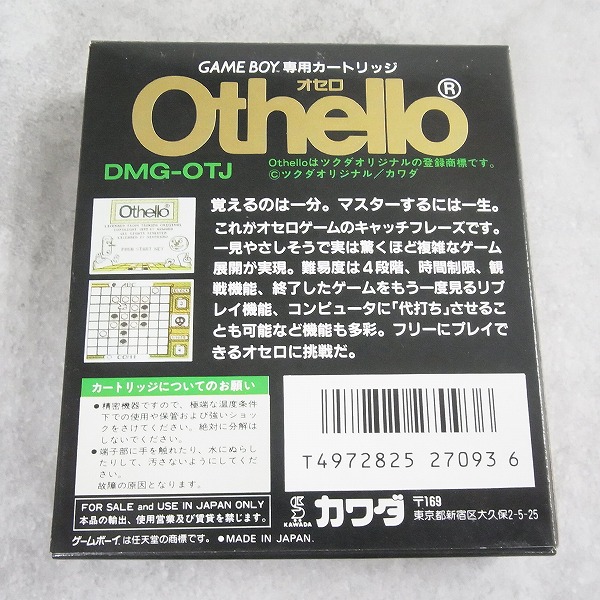 GAME BOY™専用カートリッジ
オセロ
Othello®
DMG-OTJ
Othelloはツクダオリジナルの登録商標です。
©ツクダオリジナル/カワダ
Othello
覚えるのは一分。マスターするには一生。
これがオセロゲームのキャッチフレーズです。
一見やさしそうで実は驚くほど複雑なゲーム
展開が実現。難易度は4段階、時間制限、観
戦機能、終了したゲームをもう一度見るリプ
レイ機能、コンピュータに「代打ち」させるこ
とも可能など機能も多彩。フリーにプレイで
きるオセロに挑戦だ。
カートリッジについてのお願い
●精密機器ですので、極端な温度条件
下での使用や保管および強いショッ
クをさけてください。絶対に分解は
しないでください。
●端子部に手を触れたり、水にぬらし
たりして、汚さないようにしてくだ
さい。
故障の原因となります。
FOR SALE and USE IN JAPAN ONLY
本品の輸出、使用営業及び賃貸を禁じます。
ゲームボーイは任天堂の商標です。●MADE IN JAPAN.
T4972825 27093 6
KAWADA
カワダ
〒169
東京都新宿区大久保2-5-25